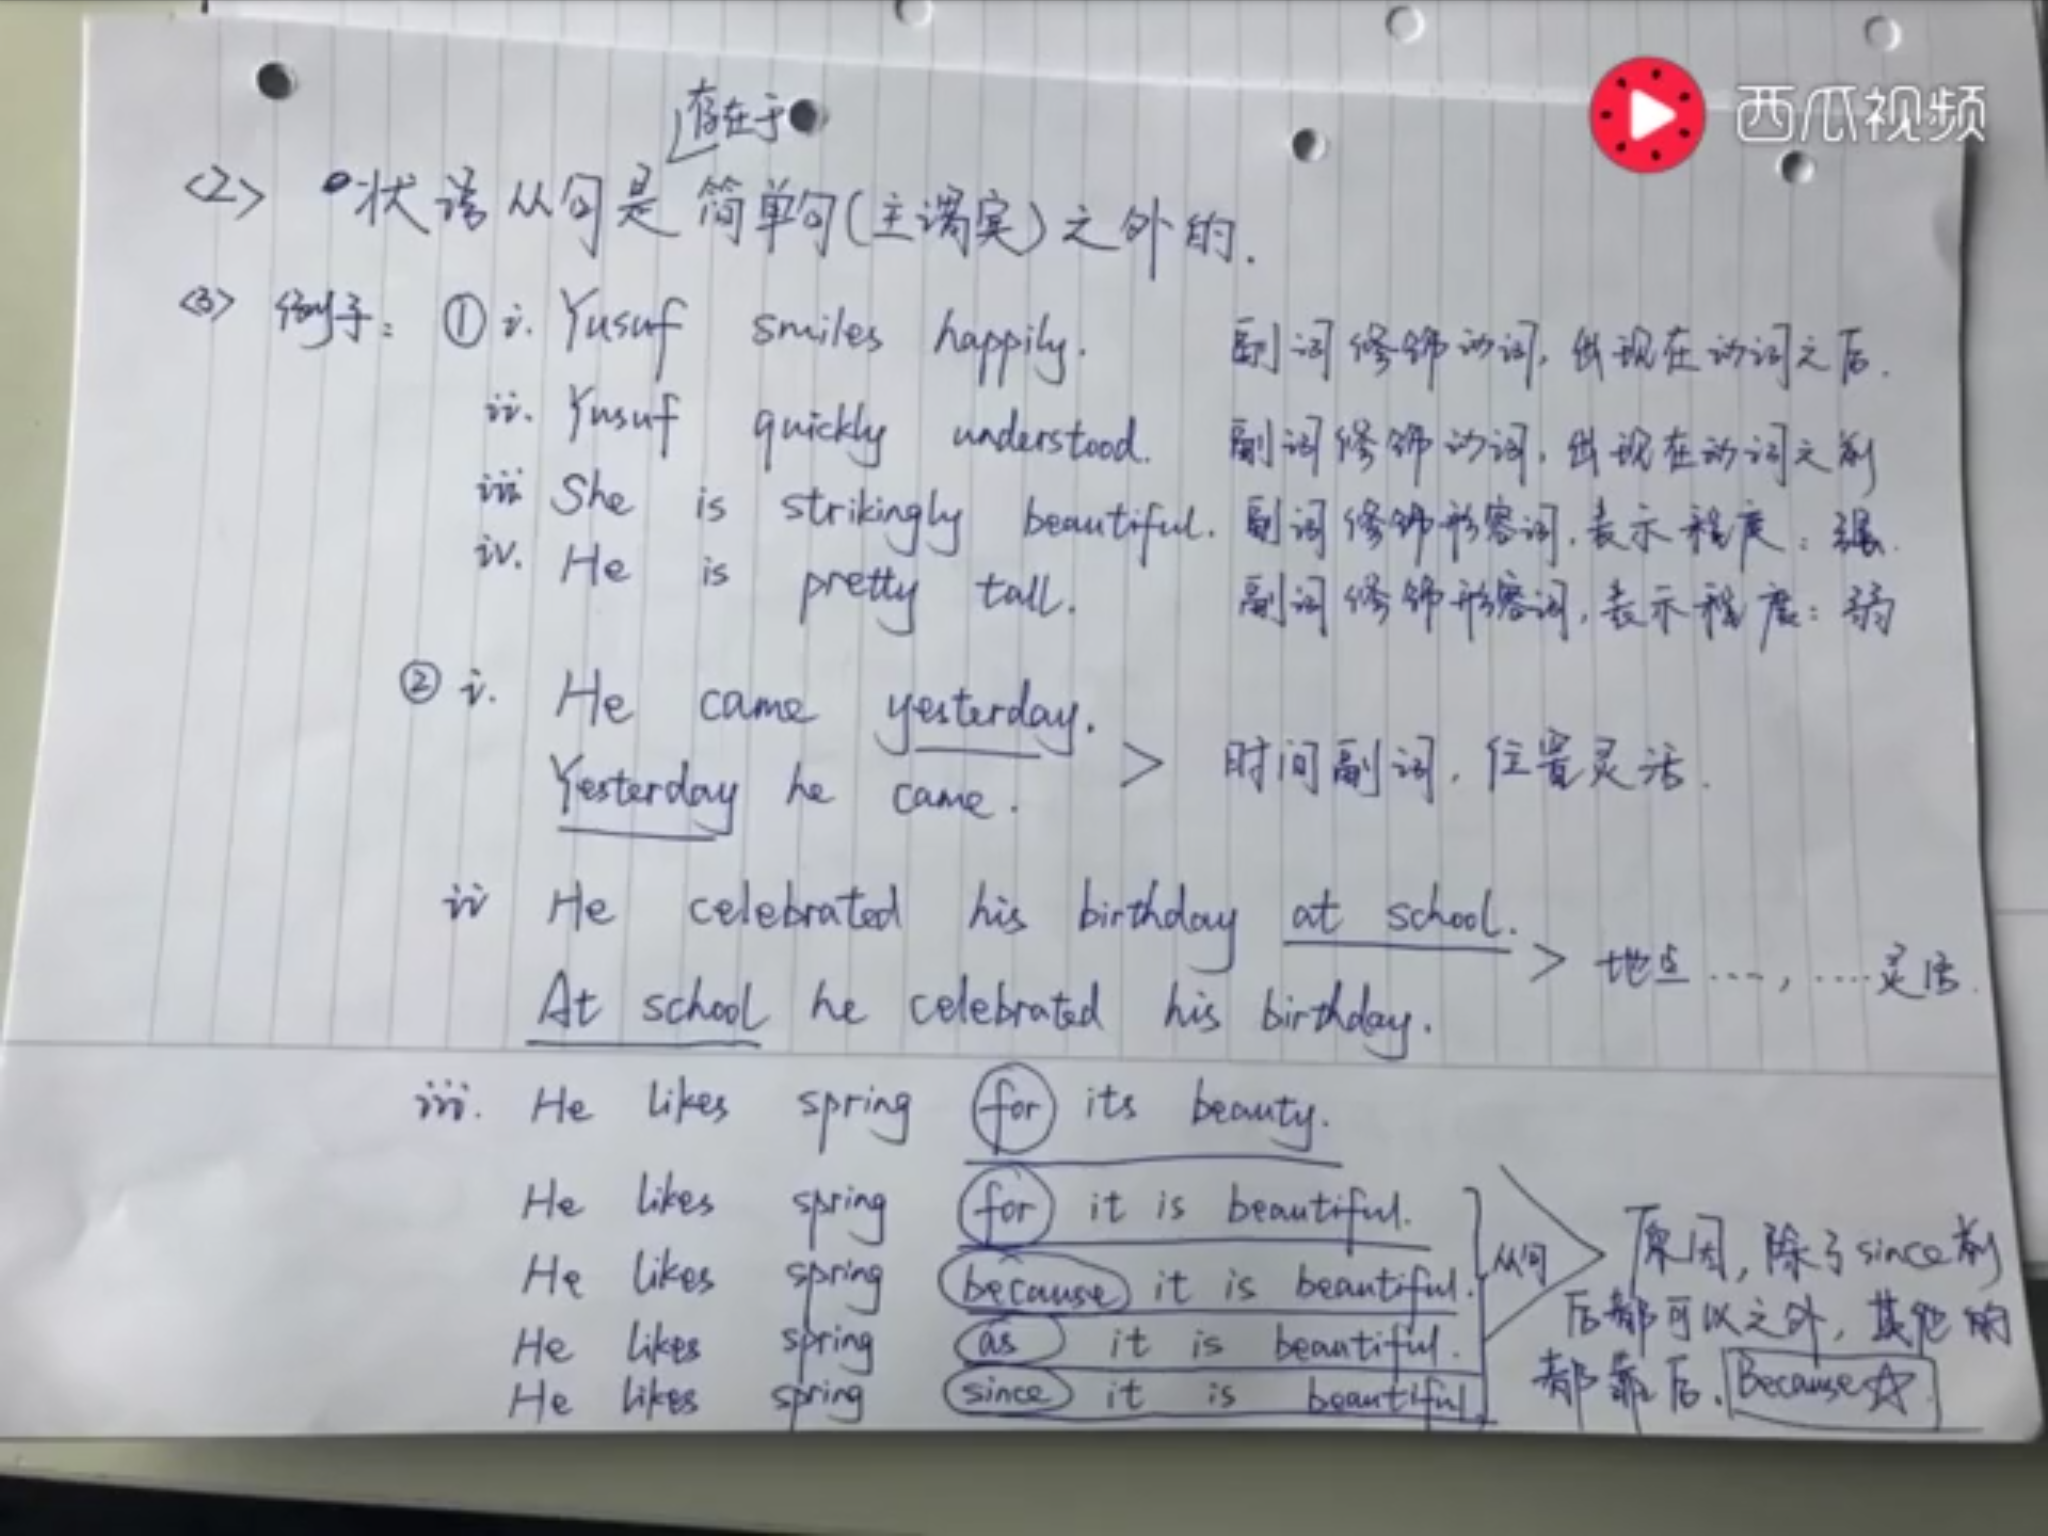 西瓜视频
存在于
<2> 状语从句是简单句(主谓宾)之外的.
<3> 例子: ① i. Yusuf smiles happily. 副词修饰动词, 出现在动词之后.
ii. Yusuf quickly understood. 副词修饰动词, 出现在动词之前
iii She is strikingly beautiful. 副词修饰形容词, 表示程度: 强.
iv. He is pretty tall. 副词修饰形容词, 表示程度: 弱
② i. He came yesterday.
Yesterday he came. > 时间副词, 位置灵活.
ii He celebrated his birthday at school.
At school he celebrated his birthday. > 地点……, ……灵活.
iii. He likes spring for its beauty.
He likes spring for it is beautiful.
He likes spring because it is beautiful.
He likes spring as it is beautiful.
He likes spring since it is beautiful.
从句
原因, 除了since前
后都可以之外, 其他的
都靠后. Because☆